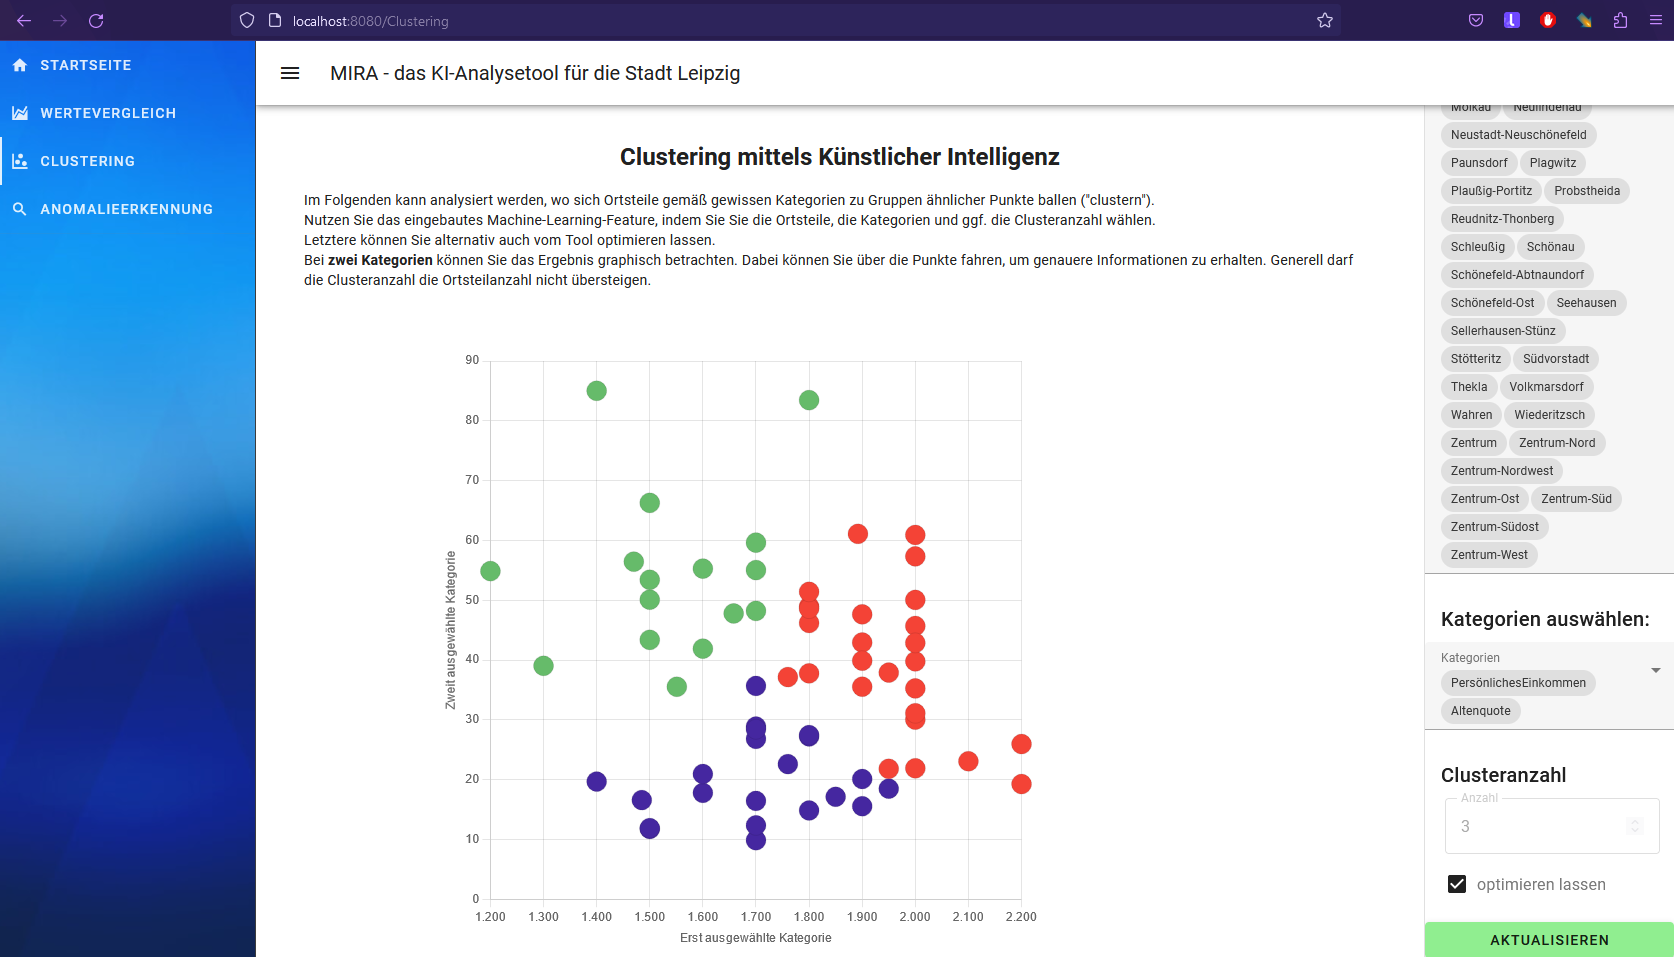 localhost:8080/Clustering
STARTSEITE
WERTEVERGLEICH
CLUSTERING
ANOMALIEERKENNUNG
MIRA - das KI-Analysetool für die Stadt Leipzig
Clustering mittels Künstlicher Intelligenz
Im Folgenden kann analysiert werden, wo sich Ortsteile gemäß gewissen Kategorien zu Gruppen ähnlicher Punkte ballen ("clustern").
Nutzen Sie das eingebautes Machine-Learning-Feature, indem Sie Sie die Ortsteile, die Kategorien und ggf. die Clusteranzahl wählen.
Letztere können Sie alternativ auch vom Tool optimieren lassen.
Bei zwei Kategorien können Sie das Ergebnis graphisch betrachten. Dabei können Sie über die Punkte fahren, um genauere Informationen zu erhalten. Generell darf
die Clusteranzahl die Ortsteilanzahl nicht übersteigen.
90
80
70
60
50
40
30
20
10
0
Zweit ausgewählte Kategorie
1.200 1.300 1.400 1.500 1.600 1.700 1.800 1.900 2.000 2.100 2.200
Erst ausgewählte Kategorie
Mölkau Neulindenau
Neustadt-Neuschönefeld
Paunsdorf Plagwitz
Plaußig-Portitz Probstheida
Reudnitz-Thonberg
Schleußig Schönau
Schönefeld-Abtnaundorf
Schönefeld-Ost Seehausen
Sellerhausen-Stünz
Stötteritz Südvorstadt
Thekla Volkmarsdorf
Wahren Wiederitzsch
Zentrum Zentrum-Nord
Zentrum-Nordwest
Zentrum-Ost Zentrum-Süd
Zentrum-Südost
Zentrum-West
Kategorien auswählen:
Kategorien
PersönlichesEinkommen
Altenquote
Clusteranzahl
Anzahl
3
optimieren lassen
AKTUALISIEREN